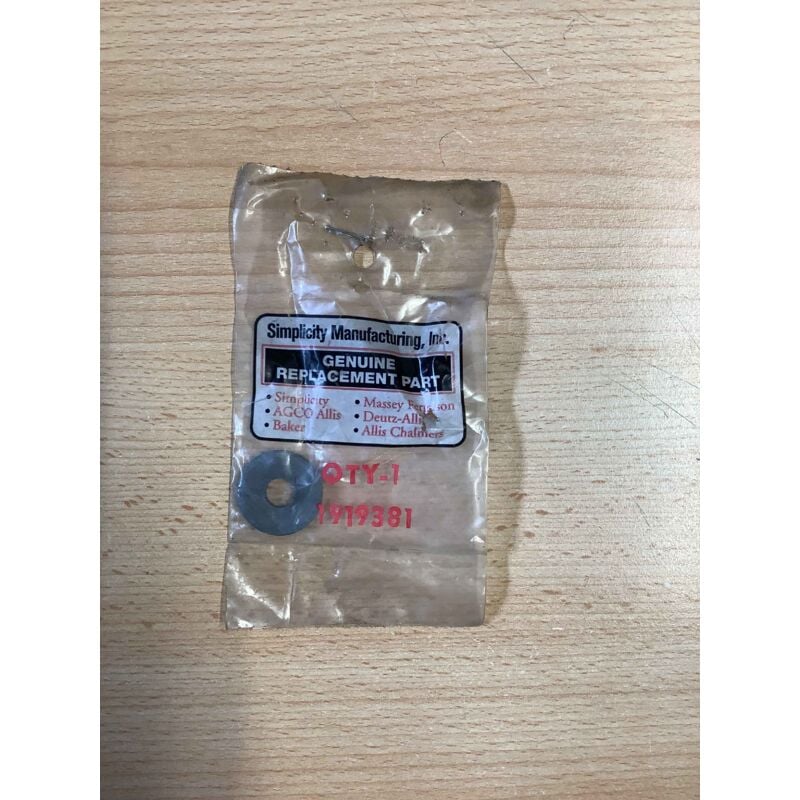 Simplicity Manufacturing, Inc.
GENUINE
REPLACEMENT PART
• Simplicity
• AGCO Allis
• Baker
• Massey Ferguson
• Deutz-Allis
• Allis Chalmers
QTY-1
1919381